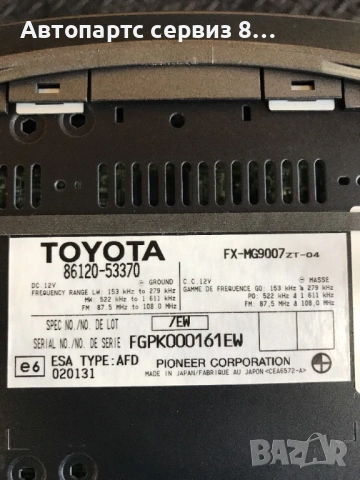 Автопартс сервиз 8...
TOYOTA
86120-53370
FX-MG9007ZT-04
DC 12V GROUND
FREQUENCY RANGE LW: 153 kHz ± 279 kHz
MW: 522 kHz ± 1 611 kHz
FM: 87.5 MHz ± 108.0 MHz
C.C. 12V MASSE
GAMME DE FREQUENCE GO: 153 kHz à 279 kHz
PO: 522 kHz à 1 611 kHz
FM: 87,5 MHz à 108,0 MHz
SPEC NO./NO. DE LOT /EW
SERIAL NO./NO. DE SERIE FGPK000161EW
e6 ESA TYPE: AFD
020131
PIONEER CORPORATION
MADE IN JAPAN/FABRIQUE AU JAPON <CEA6572-A>
BAZAR